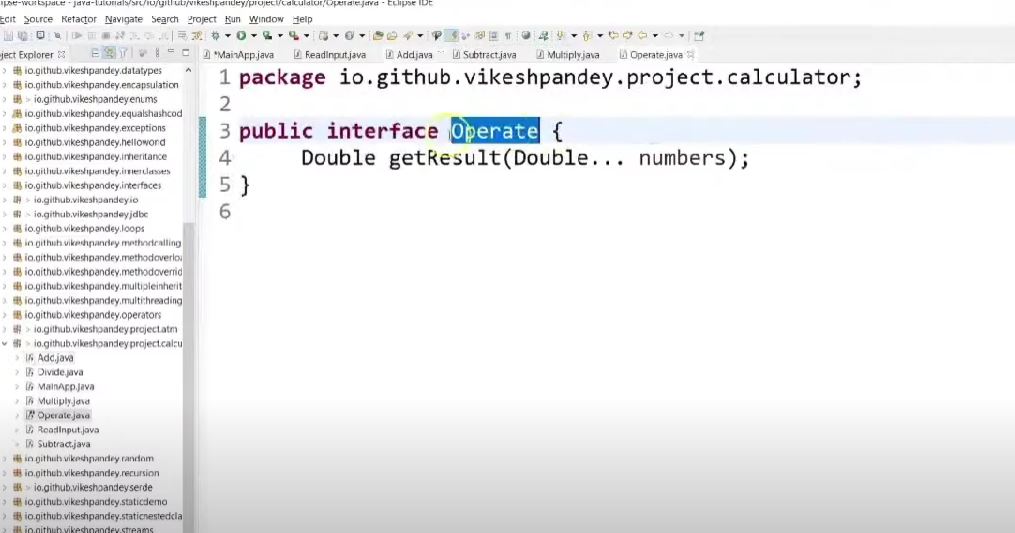 ipse-workspace - java-tutorials/src/io/github/vikeshpandey/project/calculator/Operate.java - Eclipse IDE
Edit Source Refactor Navigate Search Project Run Window Help
ject Explorer
*MainApp.java ReadInput.java Add.java Subtract.java Multiply.java Operate.java
io.github.vikeshpandey.datatypes
io.github.vikeshpandey.encapsulation
> io.github.vikeshpandey.enums
io.github.vikeshpandey.equalshashcod
io.github.vikeshpandey.exceptions
io.github.vikeshpandey.helloworld
io.github.vikeshpandey.inheritance
io.github.vikeshpandey.innerclasses
io.github.vikeshpandey.interfaces
> io.github.vikeshpandey.io
> io.github.vikeshpandey.jdbc
io.github.vikeshpandey.loops
io.github.vikeshpandey.methodcalling
io.github.vikeshpandey.methodoverloa
io.github.vikeshpandey.methodoverrid
io.github.vikeshpandey.multipleinherit
io.github.vikeshpandey.multithreading
io.github.vikeshpandey.operators
> io.github.vikeshpandey.project.atm
> io.github.vikeshpandey.project.calcu
Add.java
Divide.java
MainApp.java
Multiply.java
Operate.java
ReadInput.java
Subtract.java
io.github.vikeshpandey.random
io.github.vikeshpandey.recursion
> io.github.vikeshpandey.serde
io.github.vikeshpandey.staticdemo
io.github.vikeshpandey.staticnestedcla
io.github.vikeshpandey.streams
1 package io.github.vikeshpandey.project.calculator;
2
3 public interface Operate {
4 Double getResult(Double... numbers);
5 }
6